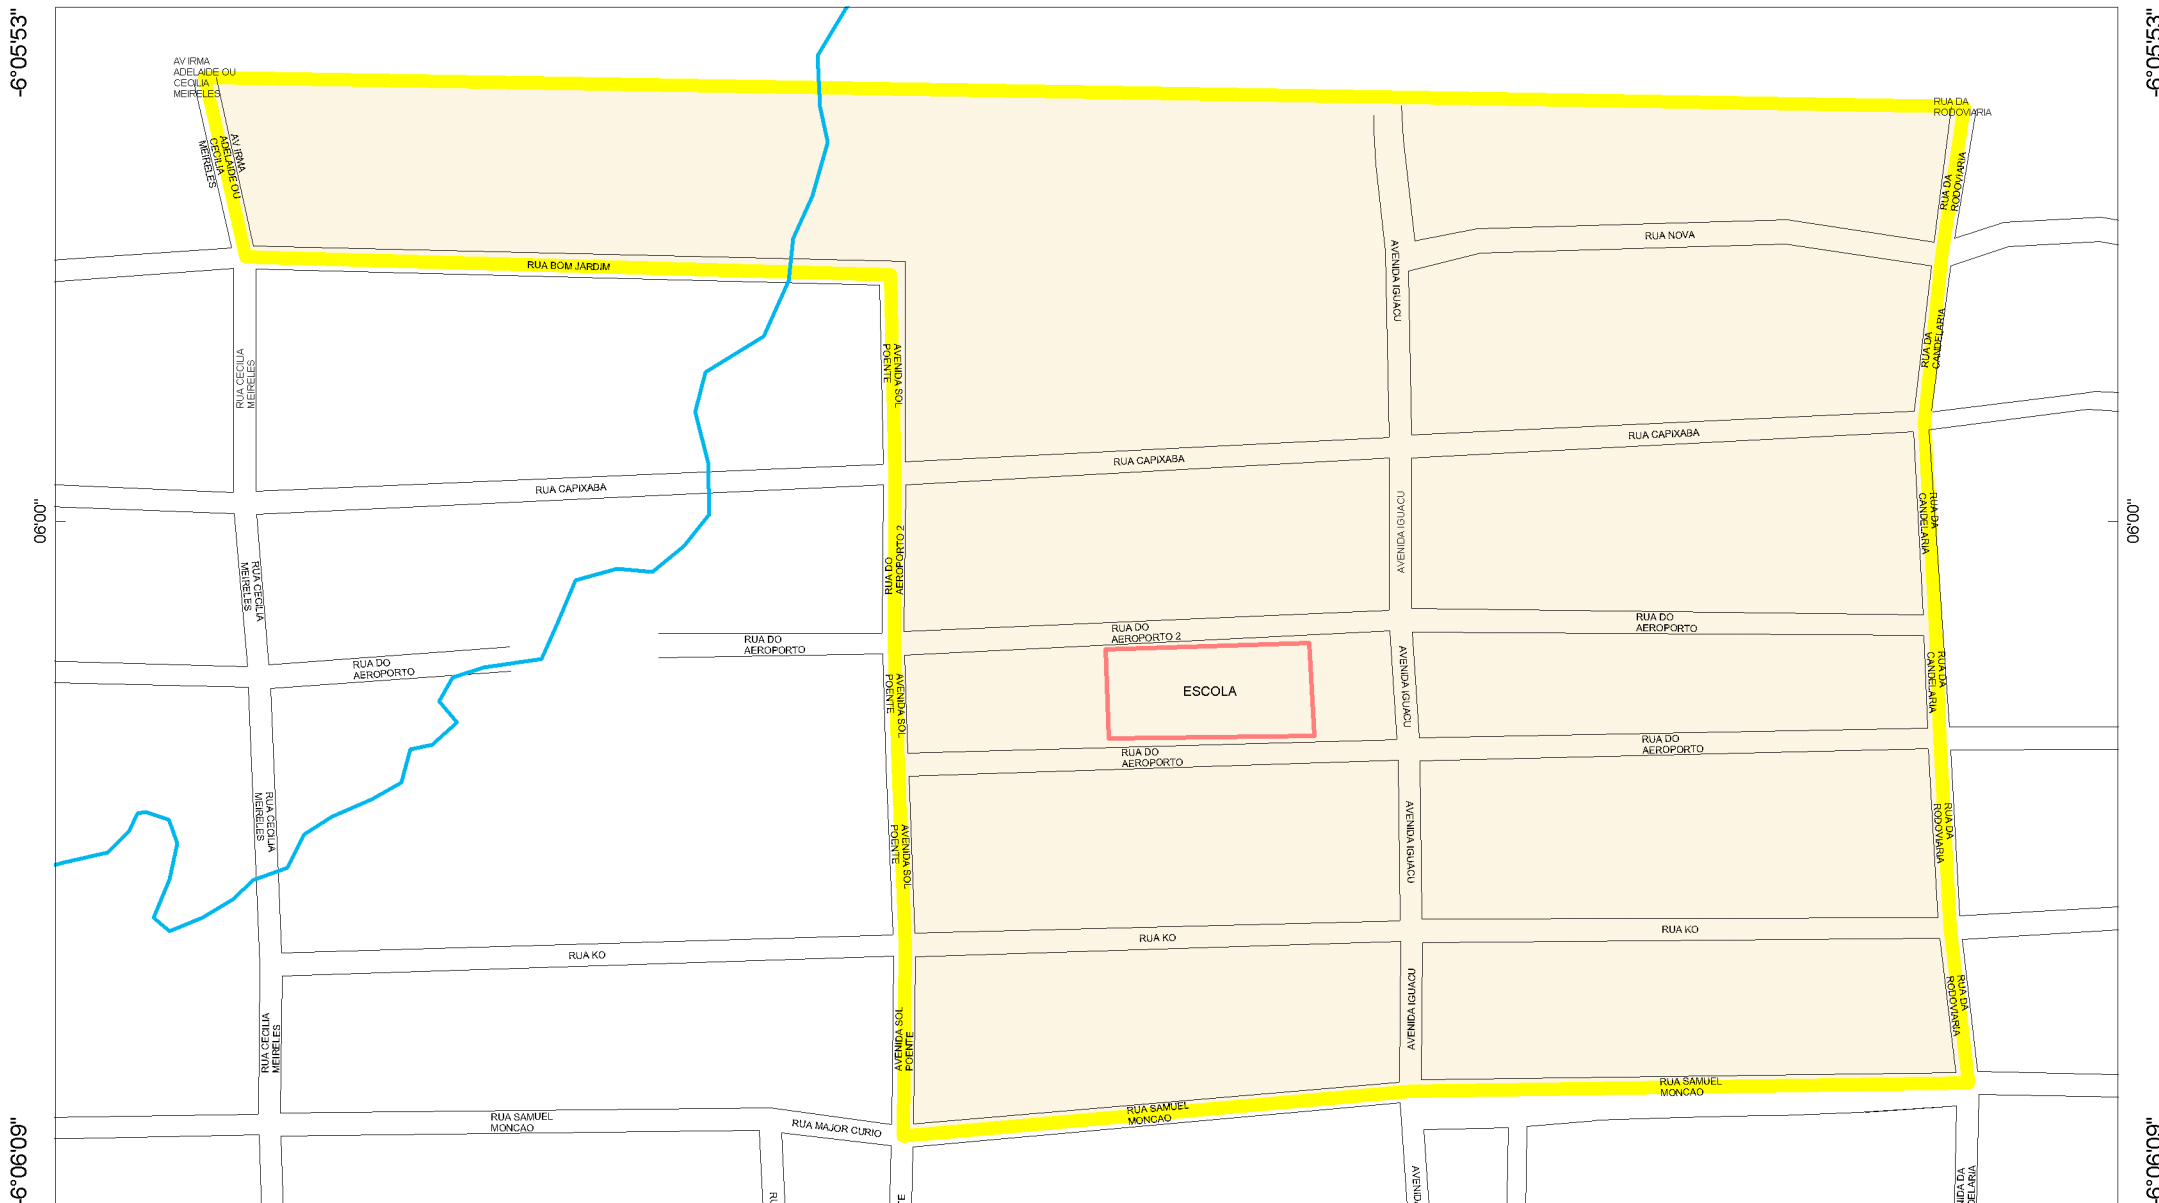 -6°05'53"
-6°05'53"
AV IRMA
ADELAIDE OU
CECILIA
MEIRELES
RUA DA
RODOVIARIA
AV IRMA
ADELAIDE OU
CECILIA
MEIRELES
RUA DA
RODOVIARIA
RUA NOVA
AVENIDA IGUACU
RUA BOM JARDIM
RUA DA
CANDELARIA
RUA CECILIA
MEIRELES
AVENIDA SOL
POENTE
RUA CAPIXABA
RUA CAPIXABA
RUA CAPIXABA
06'00"
06'00"
AVENIDA IGUACU
RUA DA
CANDELARIA
RUA DO
AEROPORTO 2
RUA CECILIA
MEIRELES
RUA DO
AEROPORTO
RUA DO
AEROPORTO 2
RUA DO
AEROPORTO
RUA DO
AEROPORTO
AVENIDA SOL
POENTE
ESCOLA
AVENIDA IGUACU
RUA DA
CANDELARIA
RUA DO
AEROPORTO
RUA DO
AEROPORTO
RUA CECILIA
MEIRELES
AVENIDA SOL
POENTE
AVENIDA IGUACU
RUA DA
RODOVIARIA
RUA KO
RUA KO
RUA KO
RUA CECILIA
MEIRELES
AVENIDA SOL
POENTE
AVENIDA IGUACU
RUA DA
RODOVIARIA
RUA SAMUEL
MONCAO
RUA MAJOR CURIO
RUA SAMUEL
MONCAO
RUA SAMUEL
MONCAO
-6°06'09"
-6°06'09"
RU
TE
AVENID
NDA DA
DELARIA